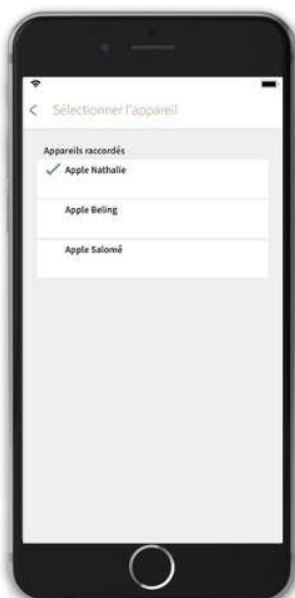 Sélectionner l'appareil
Appareils raccordés
Apple Nathalie
Apple Beling
Apple Salomé